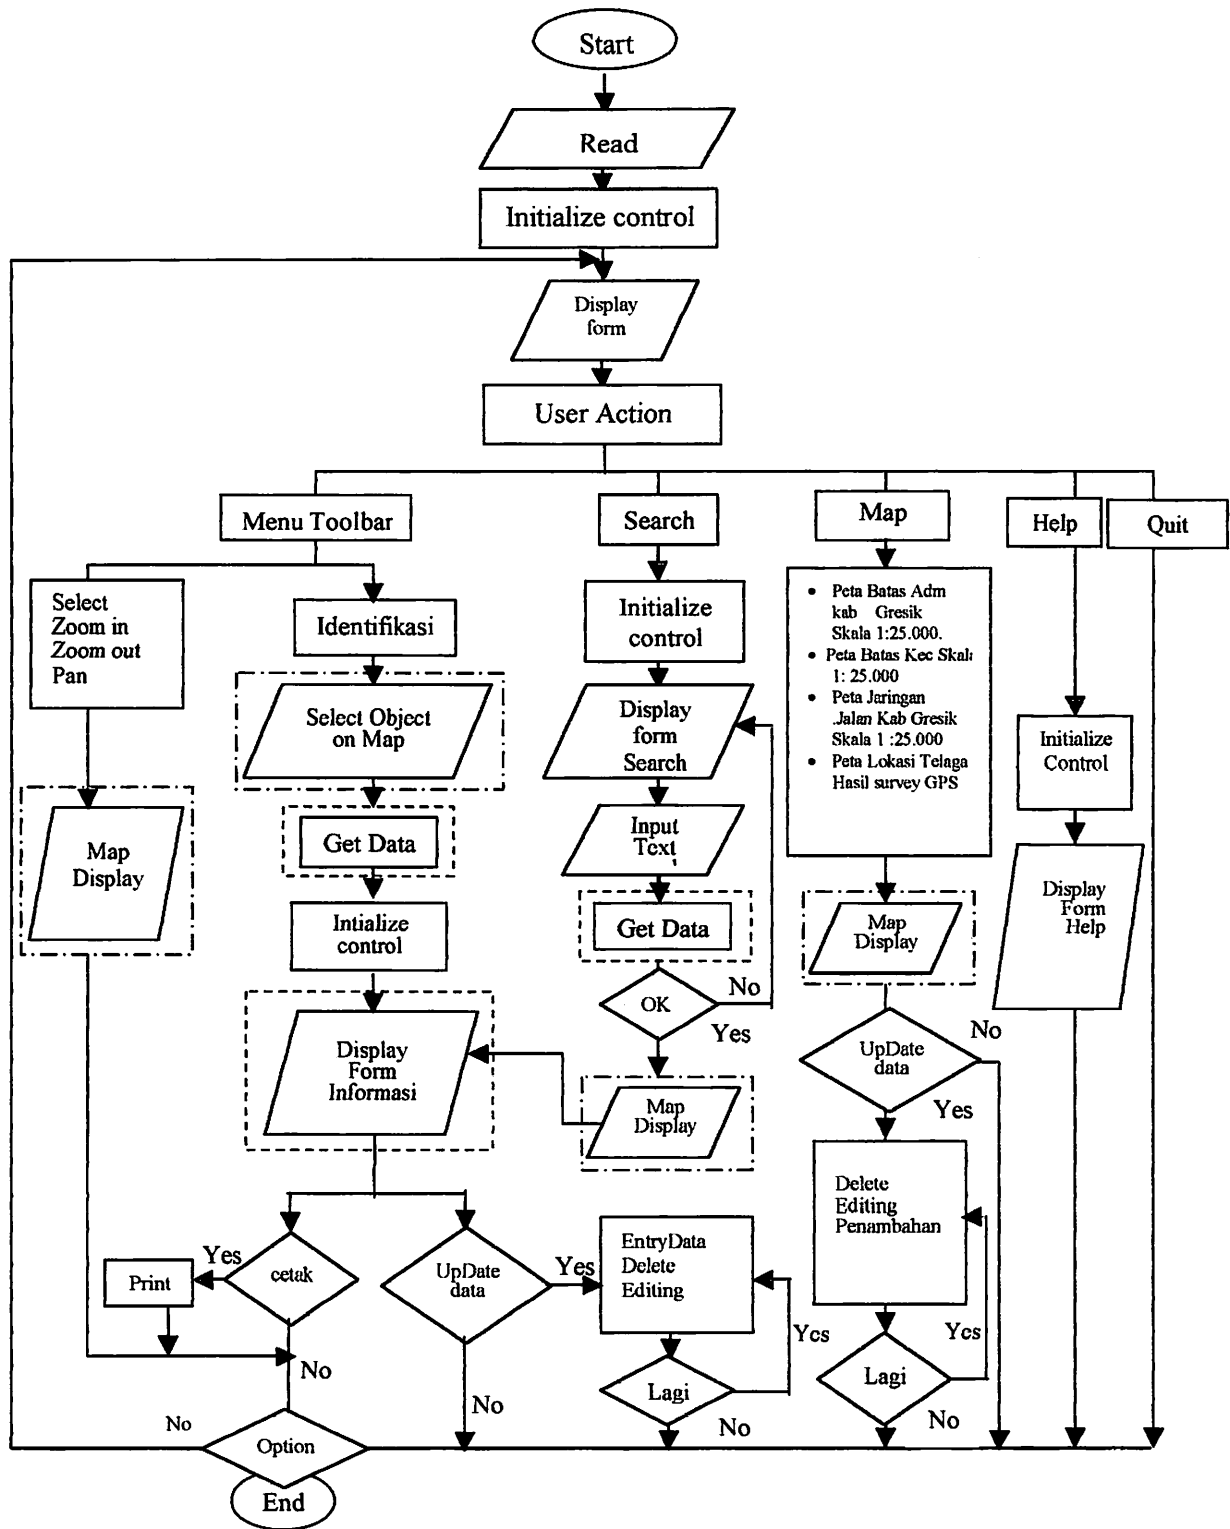 Start
Read
Initialize control
Display
form
User Action
Menu Toolbar
Search
Map
Help
Quit
Select
Zoom in
Zoom out
Pan
Map
Display
Identifikasi
Select Object
on Map
Get Data
Intialize
control
Display
Form
Informasi
Initialize
control
Display
form
Search
Input
Text
Get Data
OK
No
Yes
Map
Display
• Peta Batas Adm
kab Gresik
Skala 1:25.000.
• Peta Batas Kec Skala
1: 25.000
• Peta Jaringan
.Jalan Kab Gresik
Skala 1 :25.000
• Peta Lokasi Telaga
Hasil survey GPS
Map
Display
UpDate
data
No
Yes
Delete
Editing
Penambahan
Yes
Lagi
No
Initialize
Control
Display
Form
Help
cetak
Yes
Print
No
UpDate
data
Yes
No
EntryData
Delete
Editing
Yes
Lagi
No
No
Option
End